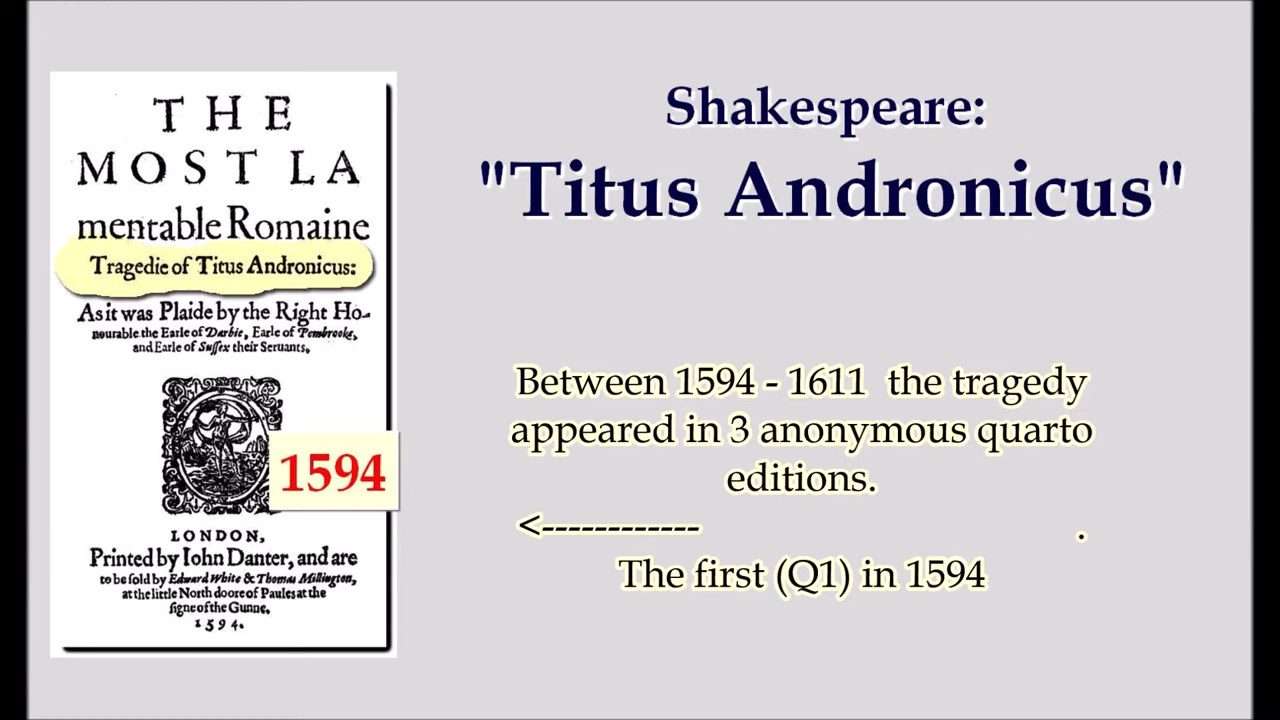 THE
MOST LA
mentable Romaine
Tragedie of Titus Andronicus:
As it was Plaide by the Right Ho-
nourable the Earle of Darbie, Earle of Pembrooke,
and Earle of Sussex their Seruants.
1594
LONDON,
Printed by Iohn Danter, and are
to be sold by Edward White & Thomas Millington,
at the little North doore of Paules at the
signe of the Gunne.
1594.
Shakespeare:
"Titus Andronicus"
Between 1594 - 1611 the tragedy
appeared in 3 anonymous quarto
editions.
<------------ .
The first (Q1) in 1594